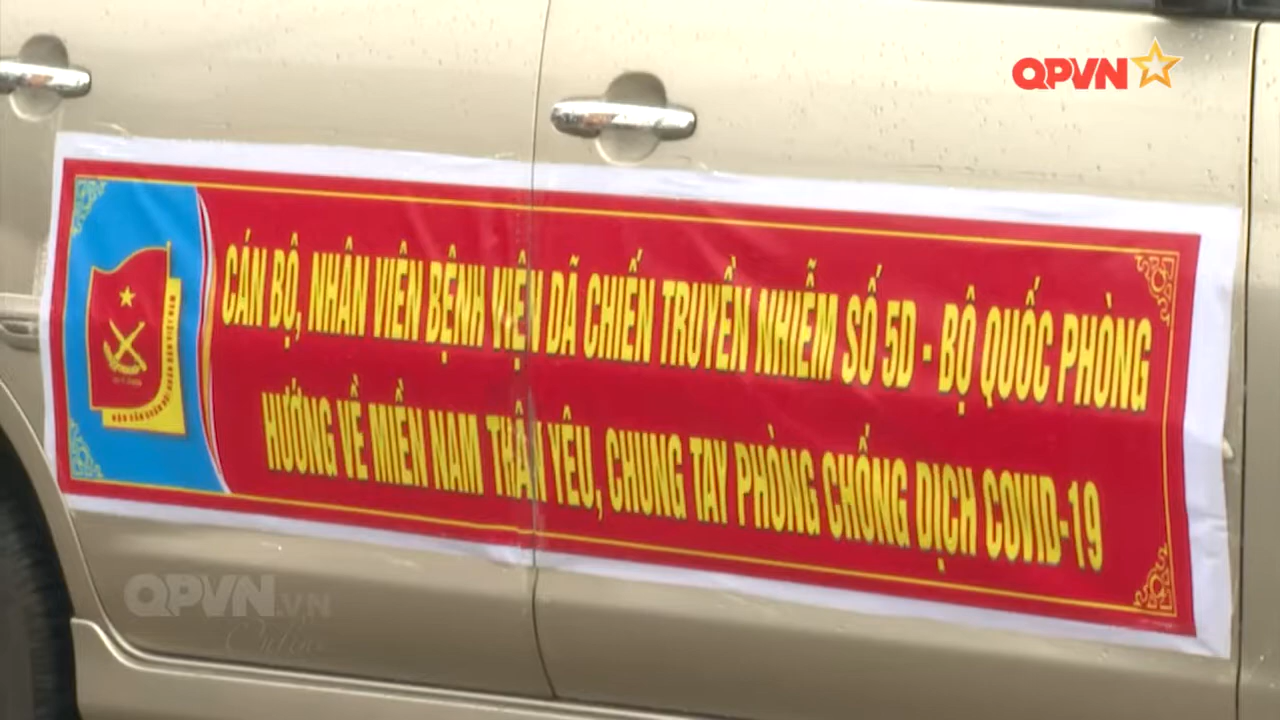 QPVN
CÁN BỘ, NHÂN VIÊN BỆNH VIỆN DÃ CHIẾN TRUYỀN NHIỄM SỐ 5D - BỘ QUỐC PHÒNG
HƯỚNG VỀ MIỀN NAM THÂN YÊU, CHUNG TAY PHÒNG CHỐNG DỊCH COVID-19
QPVN.VN
Online